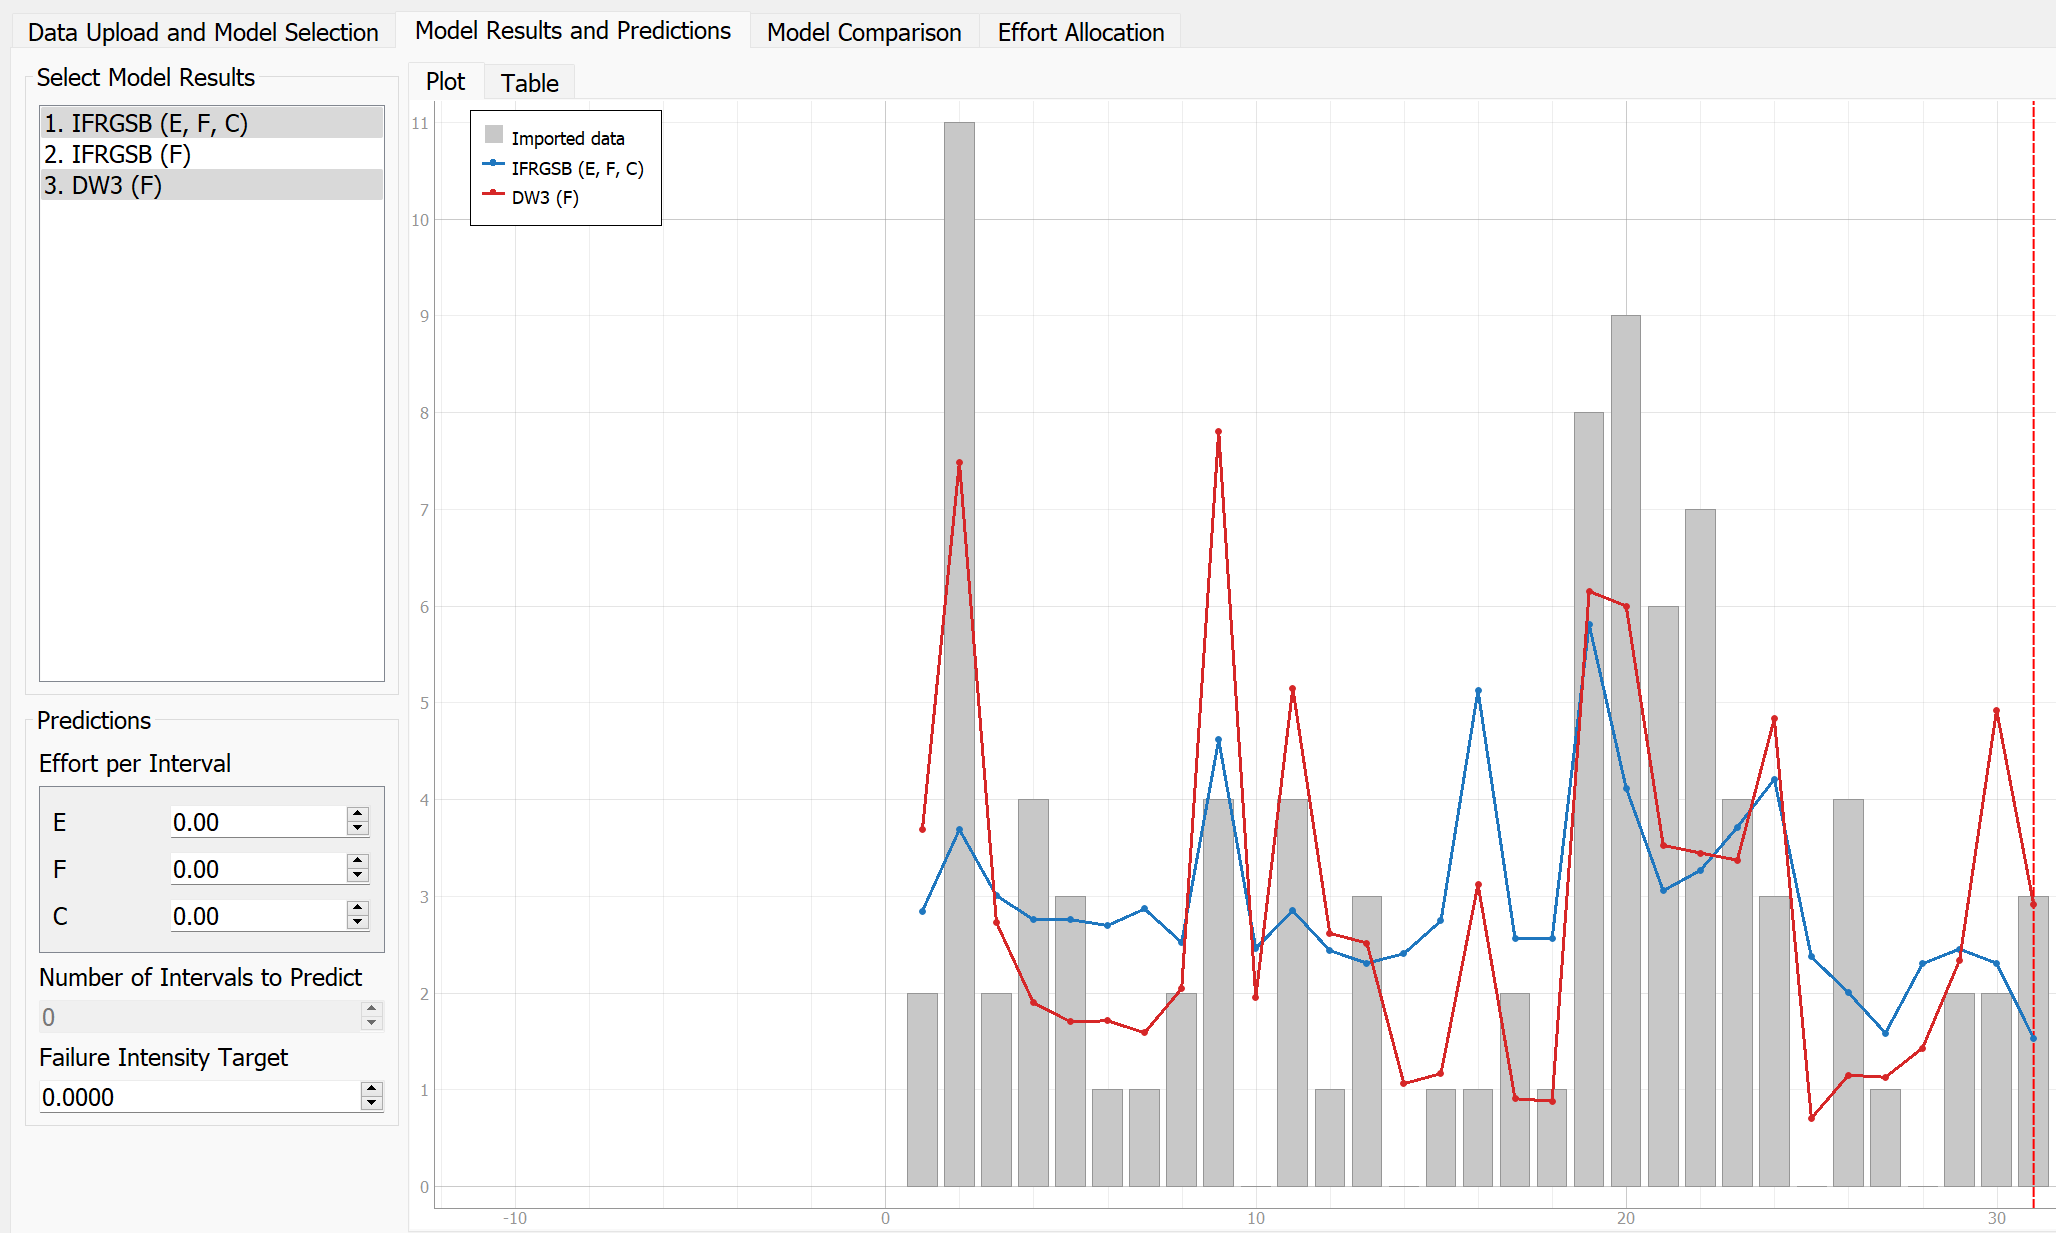 Data Upload and Model Selection
Model Results and Predictions
Model Comparison
Effort Allocation
Select Model Results
1. IFRGSB (E, F, C)
2. IFRGSB (F)
3. DW3 (F)
Predictions
Effort per Interval
E
0.00
F
0.00
C
0.00
Number of Intervals to Predict
0
Failure Intensity Target
0.0000
Plot
Table
Imported data
IFRGSB (E, F, C)
DW3 (F)
11
10
9
8
7
6
5
4
3
2
1
0
-10
0
10
20
30